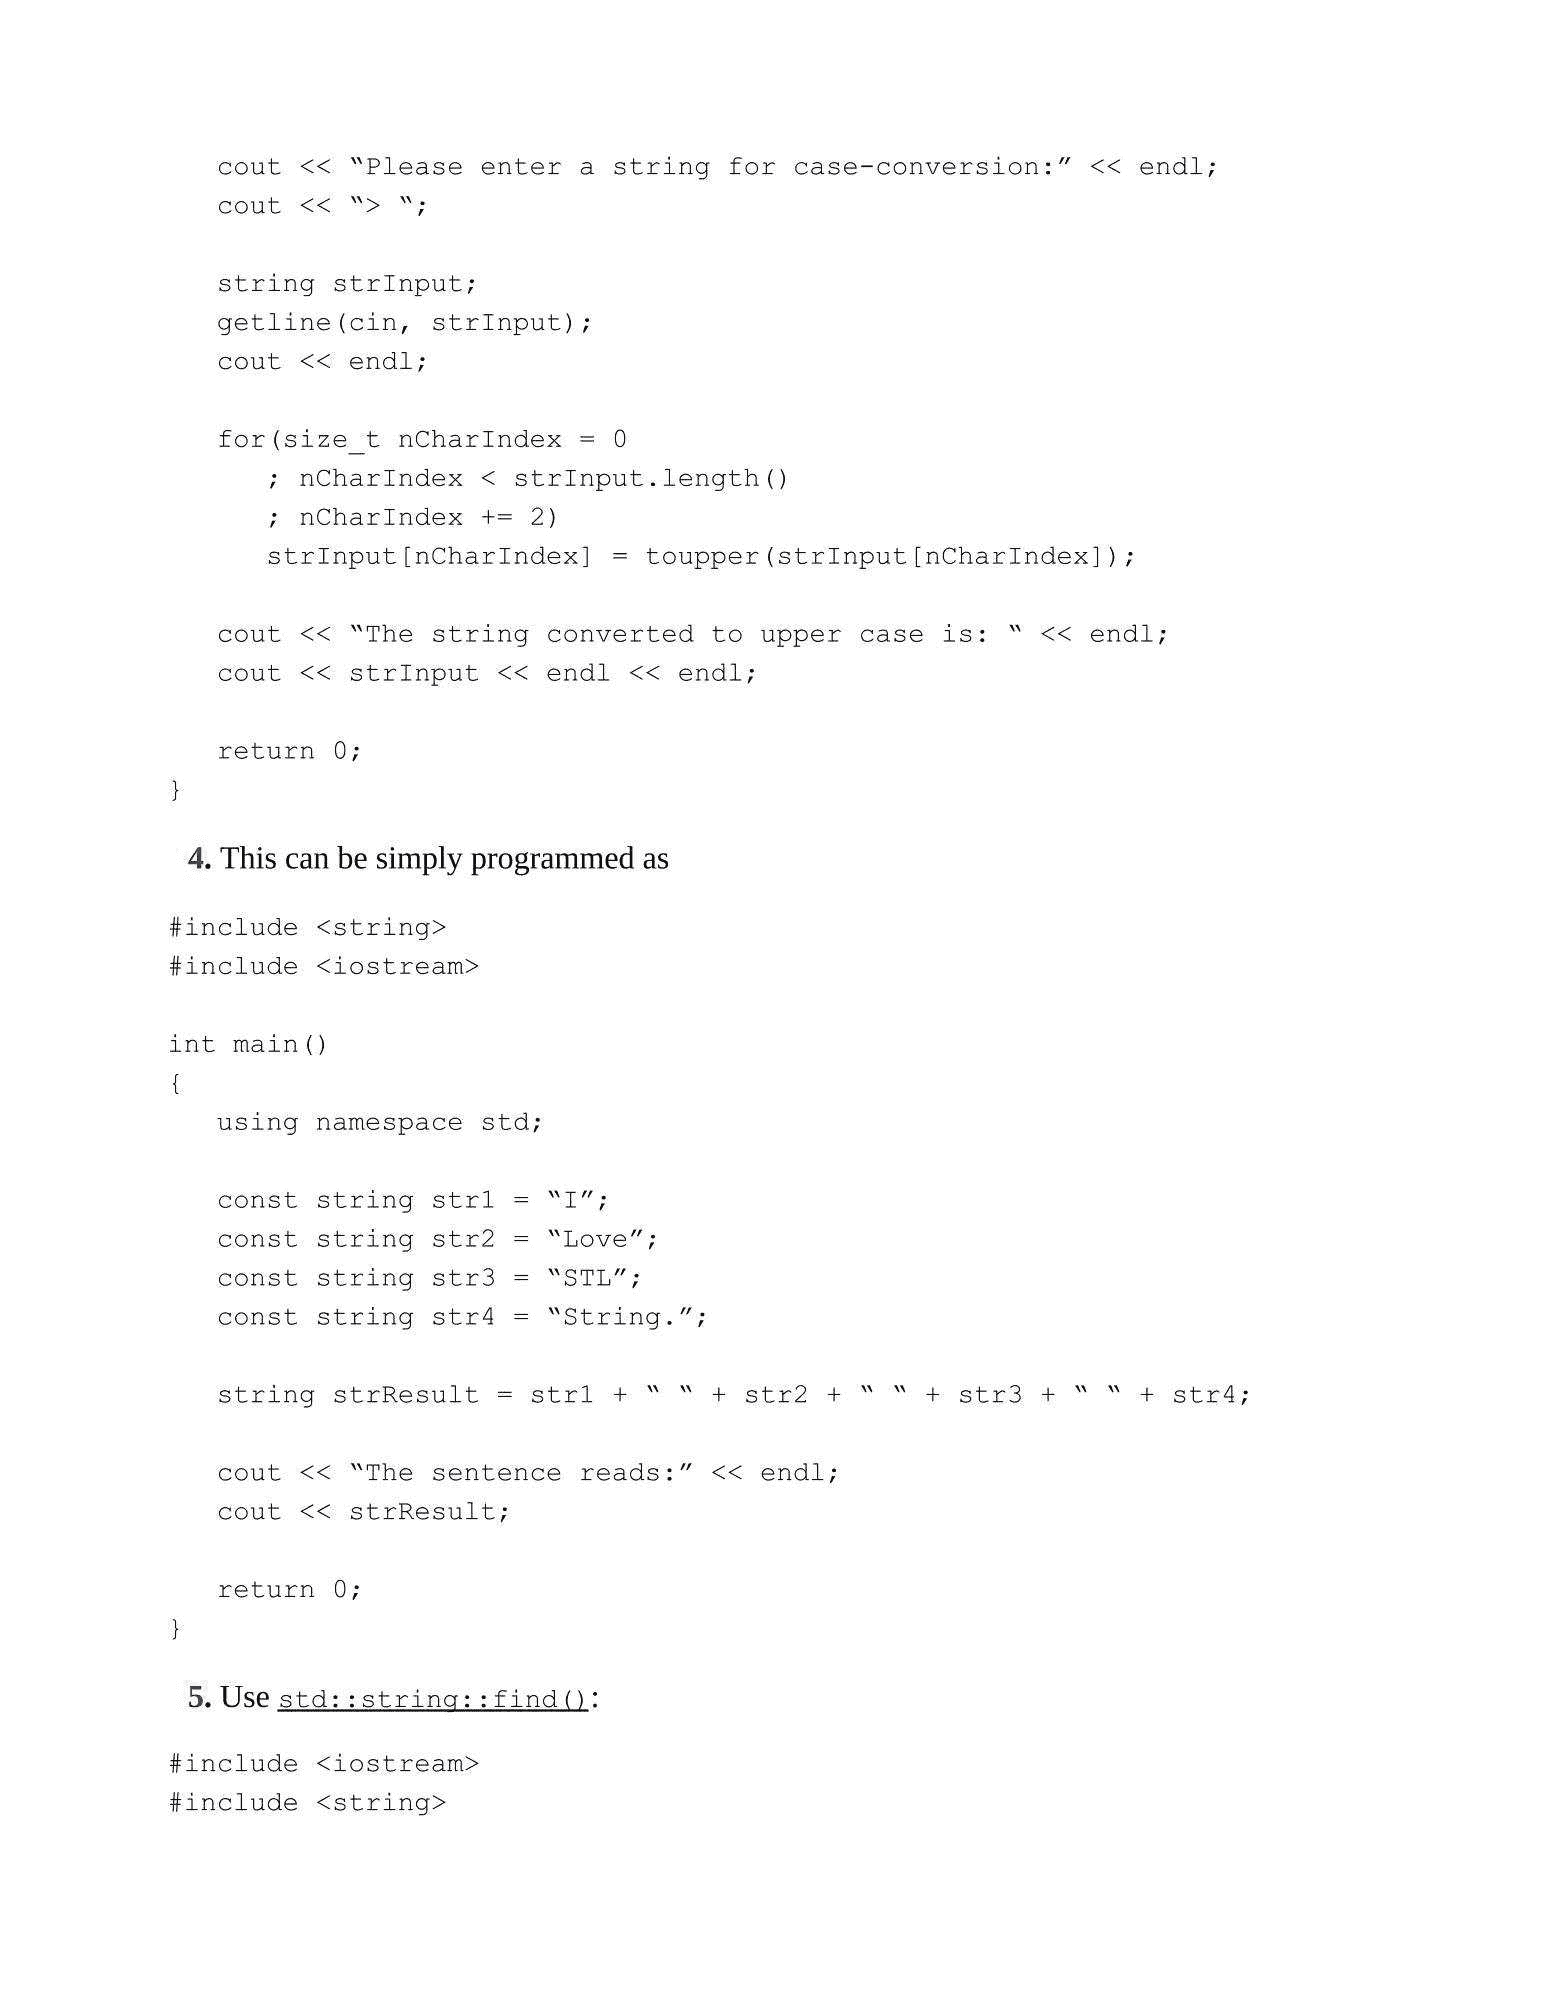 cout << “Please enter a string for case-conversion:” << endl;
cout << “> “;
string strInput;
getline(cin, strInput);
cout << endl;
for(size_t nCharIndex = 0
; nCharIndex < strInput.length()
; nCharIndex += 2)
strInput[nCharIndex] = toupper(strInput[nCharIndex]);
cout << “The string converted to upper case is: “ << endl;
cout << strInput << endl << endl;
return 0;
}
4. This can be simply programmed as
#include <string>
#include <iostream>
int main()
{
using namespace std;
const string str1 = “I”;
const string str2 = “Love”;
const string str3 = “STL”;
const string str4 = “String.”;
string strResult = str1 + “ “ + str2 + “ “ + str3 + “ “ + str4;
cout << “The sentence reads:” << endl;
cout << strResult;
return 0;
}
5. Use std::string::find():
#include <iostream>
#include <string>